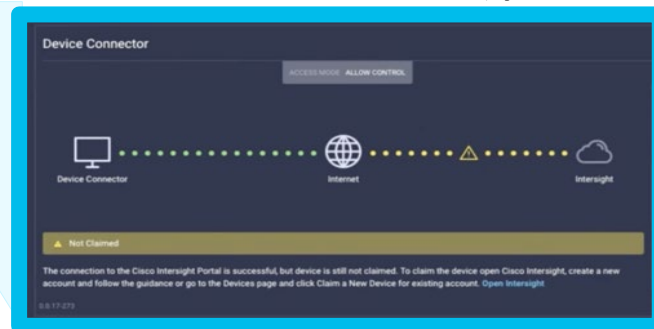 Device Connector
ACCESS MODE ALLOW CONTROL
Device Connector
Internet
Intersight
Not Claimed
The connection to the Cisco Intersight Portal is successful, but device is still not claimed. To claim the device open Cisco Intersight, create a new
account and follow the guidance or go to the Devices page and click Claim a New Device for existing account. Open Intersight